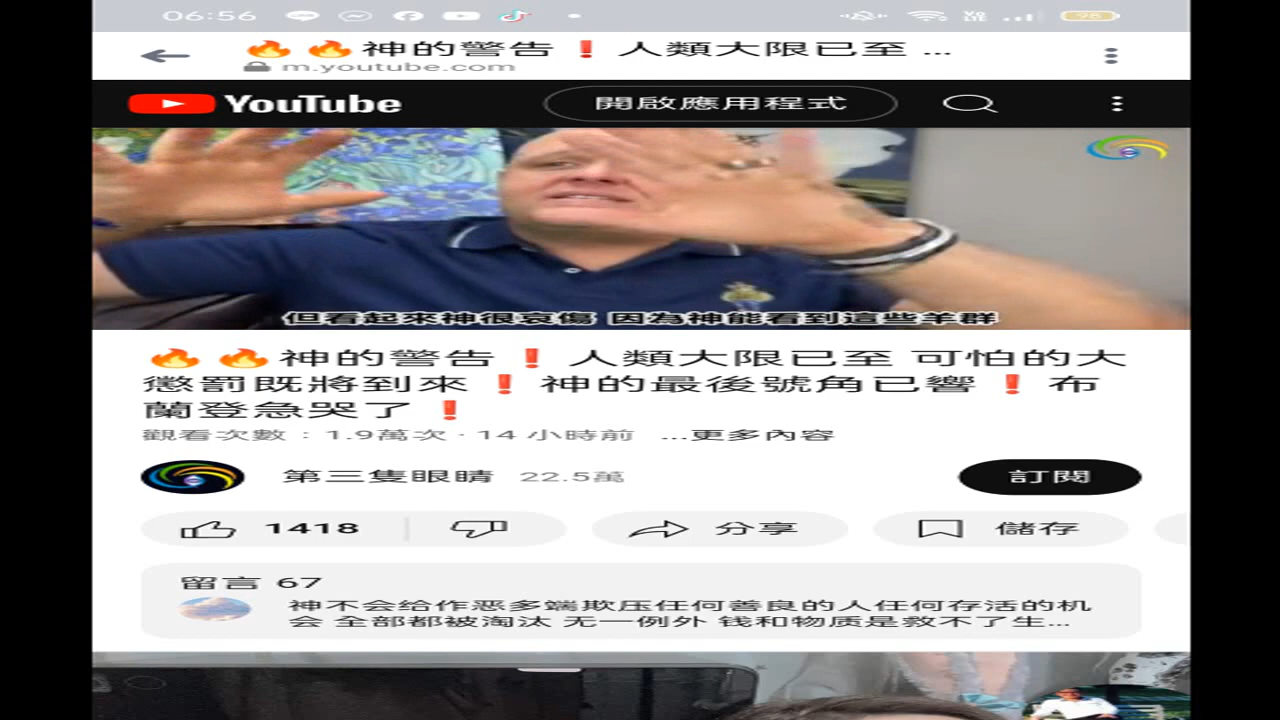 06:56
98
🔥🔥神的警告❗人類大限已至 ...
m.youtube.com
YouTube
開啟應用程式
但看起來神很哀傷 因為神能看到這些羊群
🔥🔥神的警告❗人類大限已至 可怕的大
懲罰既將到來❗神的最後號角已響❗布
蘭登急哭了❗
觀看次數：1.9萬次 · 14 小時前 ...更多內容
第三隻眼睛 22.5萬
訂閱
1418
分享
儲存
留言 67
神不会给作恶多端欺压任何善良的人任何存活的机
会 全部都被淘汰 无一例外 钱和物质是救不了生...